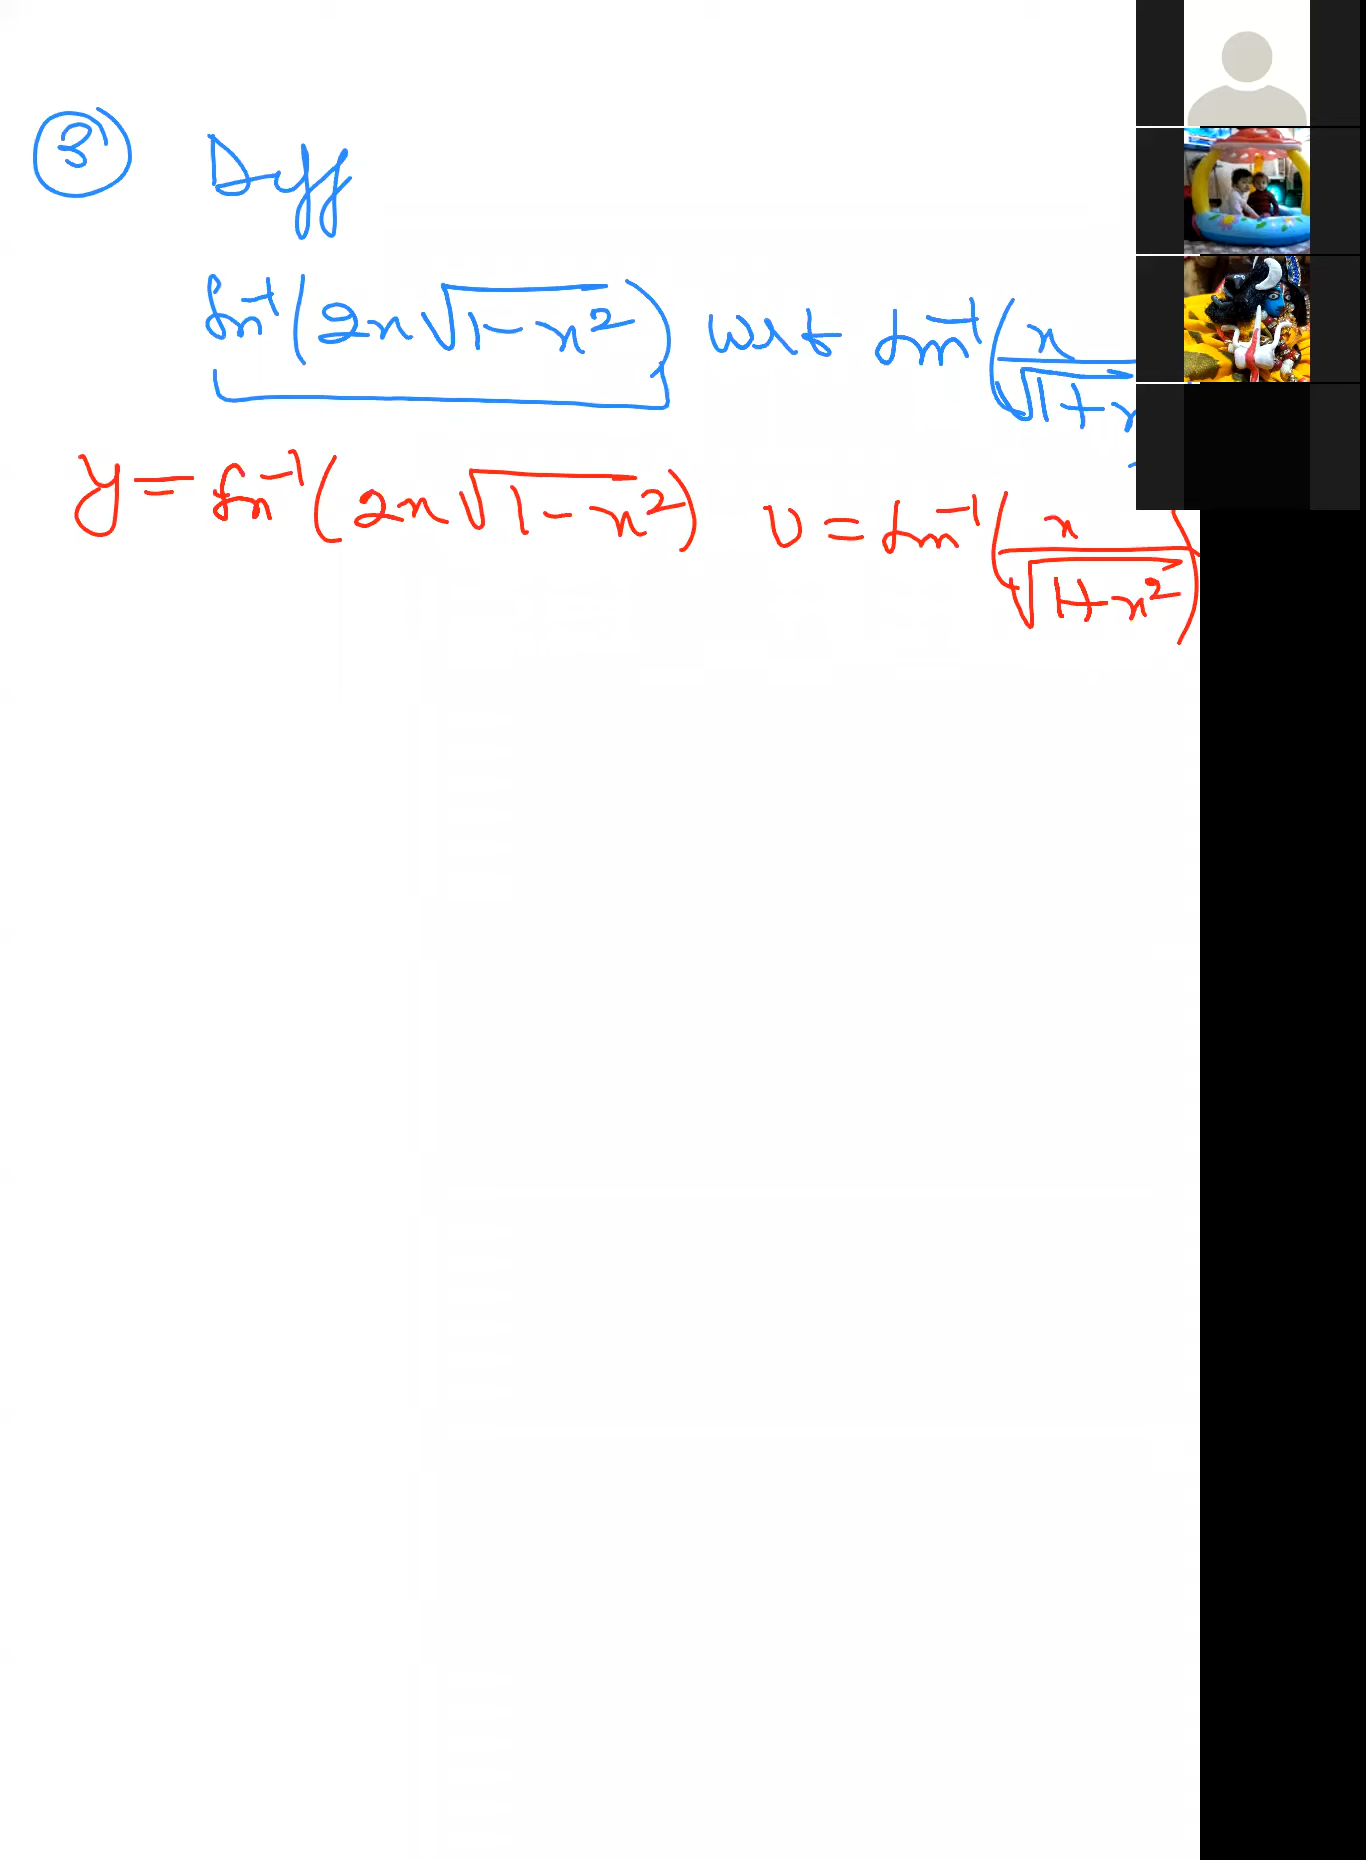 3
Diff
sin⁻¹(2x√1-x²) wrt tan⁻¹(x/√1+x
y = sin⁻¹(2x√1-x²) v = tan⁻¹(x/√1+x²)